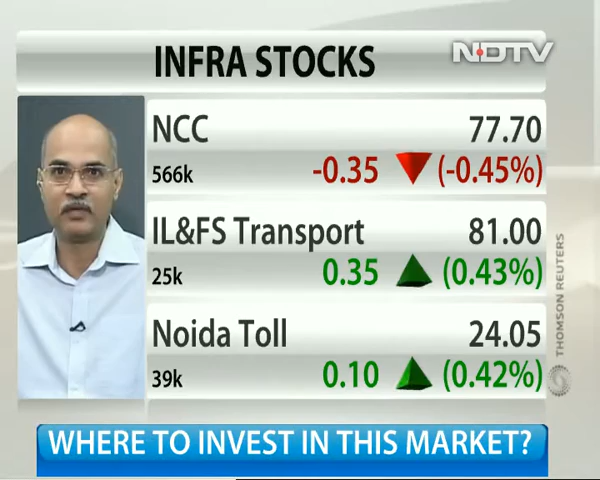 NDTV
INFRA STOCKS
NCC 77.70
566k -0.35 (-0.45%)
IL&FS Transport 81.00
25k 0.35 (0.43%)
Noida Toll 24.05
39k 0.10 (0.42%)
THOMSON REUTERS
WHERE TO INVEST IN THIS MARKET?